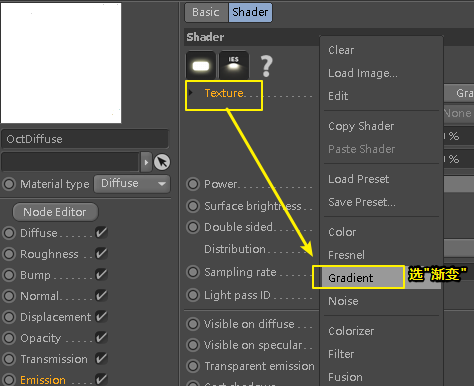 Basic Shader
Shader
IES ?
Texture
Gra
None
0 %
0 %
OctDiffuse
Material type Diffuse
Node Editor
Diffuse
Roughness
Bump
Normal
Displacement
Opacity
Transmission
Emission
Power
Surface brightness
Double sided
Distribution
Sampling rate
Light pass ID
Visible on diffuse
Visible on specular
Transparent emission
Clear
Load Image...
Edit
Copy Shader
Paste Shader
Load Preset
Save Preset...
Color
Fresnel
Gradient
选"渐变"
Noise
Colorizer
Filter
Fusion